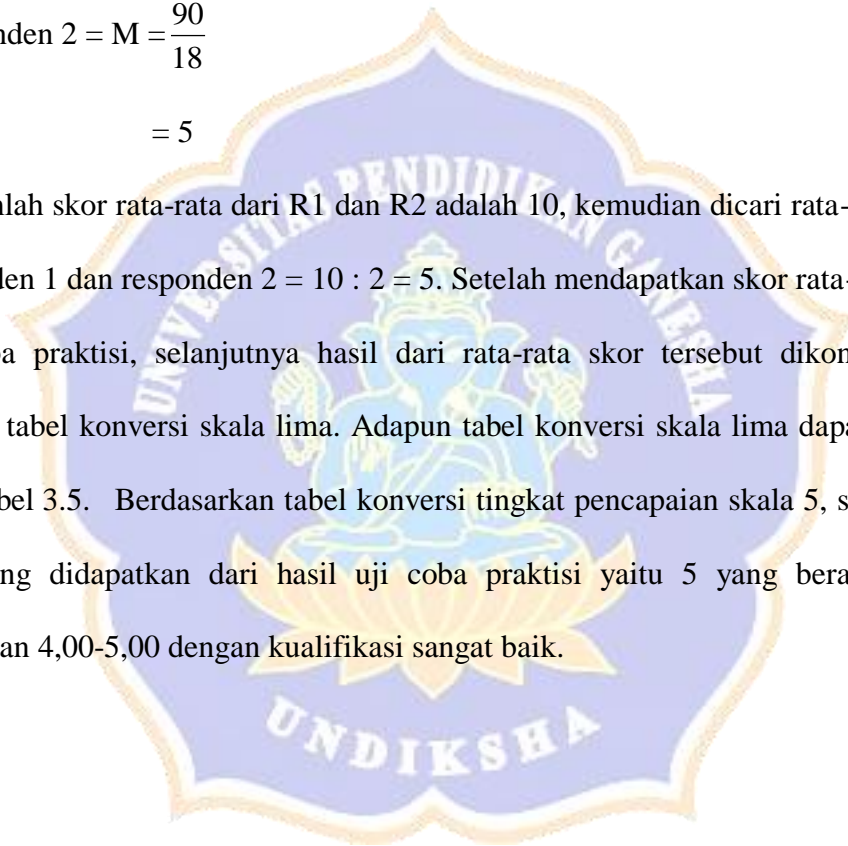 nden 2 = M = 90/18
= 5
nlah skor rata-rata dari R1 dan R2 adalah 10, kemudian dicari rata-
den 1 dan responden 2 = 10 : 2 = 5. Setelah mendapatkan skor rata-
ba praktisi, selanjutnya hasil dari rata-rata skor tersebut dikon
tabel konversi skala lima. Adapun tabel konversi skala lima dapa
bel 3.5. Berdasarkan tabel konversi tingkat pencapaian skala 5, s
ng didapatkan dari hasil uji coba praktisi yaitu 5 yang bera
an 4,00-5,00 dengan kualifikasi sangat baik.
UNIVERSITAS PENDIDIKAN GANESHA
UNDIKSHA